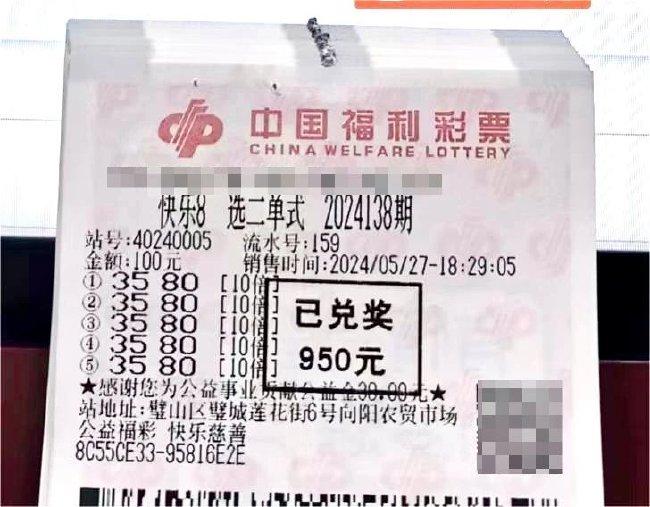 中国福利彩票
CHINA WELFARE LOTTERY
快乐8 选二单式 2024138期
站号:40240005 流水号:159
金额:100元 销售时间:2024/05/27-18:29:05
① 35 80 [10倍]
② 35 80 [10倍]
③ 35 80 [10倍]
④ 35 80 [10倍]
⑤ 35 80 [10倍]
已兑奖
950元
★感谢您为公益事业贡献公益金30.00元★
站地址:璧山区璧城莲花街6号向阳农贸市场
公益福彩 快乐慈善
8C55CE33-95816E2E